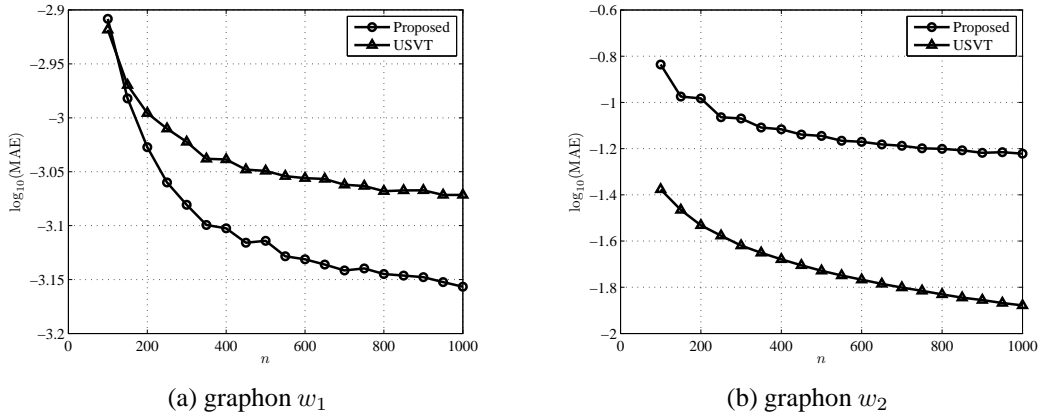 −2.9
−2.95
−3
−3.05
−3.1
−3.15
−3.2
log10(MAE)
0
200
400
600
800
1000
n
Proposed
USVT
(a) graphon w1
−0.6
−0.8
−1
−1.2
−1.4
−1.6
−1.8
−2
log10(MAE)
0
200
400
600
800
1000
n
Proposed
USVT
(b) graphon w2